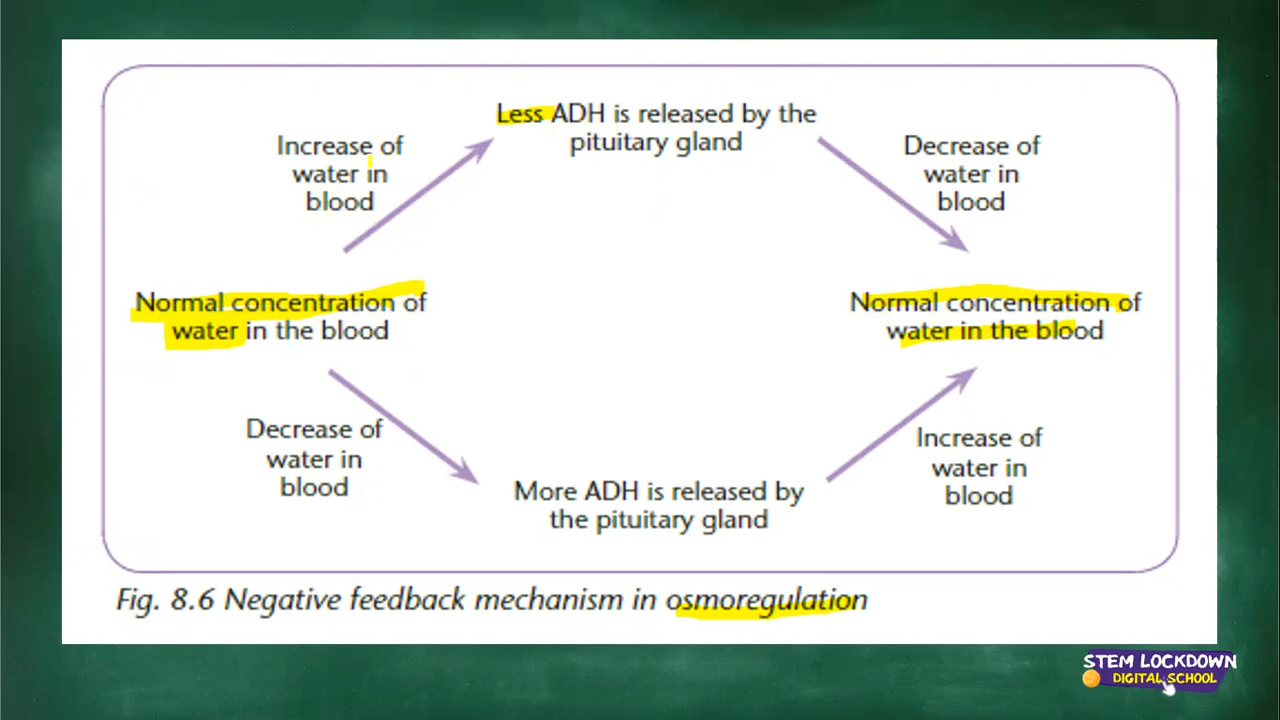 Less ADH is released by the
pituitary gland
Increase of
water in
blood
Decrease of
water in
blood
Normal concentration of
water in the blood
Normal concentration of
water in the blood
Decrease of
water in
blood
Increase of
water in
blood
More ADH is released by
the pituitary gland
Fig. 8.6 Negative feedback mechanism in osmoregulation
STEM LOCKDOWN
DIGITAL SCHOOL